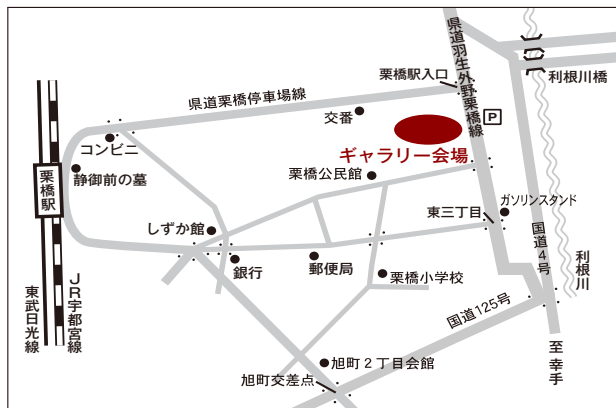 県道羽生外野栗橋線
利根川橋
栗橋駅入口
県道栗橋停車場線
交番
P
コンビニ
ギャラリー会場
静御前の墓
栗橋公民館
栗橋駅
ガソリンスタンド
東三丁目
しずか館
国道4号
銀行
郵便局
栗橋小学校
利根川
東武日光線
JR宇都宮線
国道125号
至 幸手
旭町2丁目会館
旭町交差点